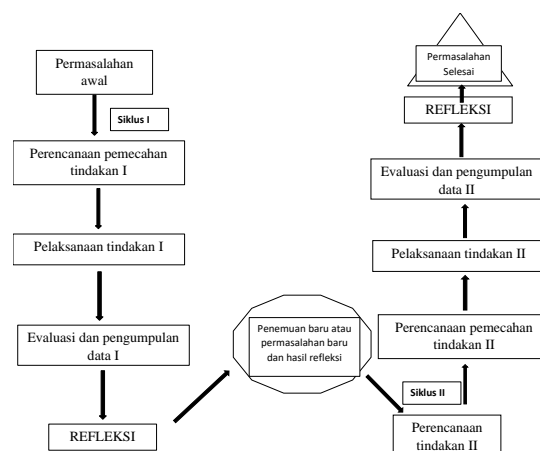 Permasalahan
awal
Siklus I
Perencanaan pemecahan
tindakan I
Pelaksanaan tindakan I
Evaluasi dan pengumpulan
data I
REFLEKSI
Penemuan baru atau
permasalahan baru
dan hasil refleksi
Perencanaan
tindakan II
Siklus II
Perencanaan pemecahan
tindakan II
Pelaksanaan tindakan II
Evaluasi dan pengumpulan
data II
REFLEKSI
Permasalahan
Selesai